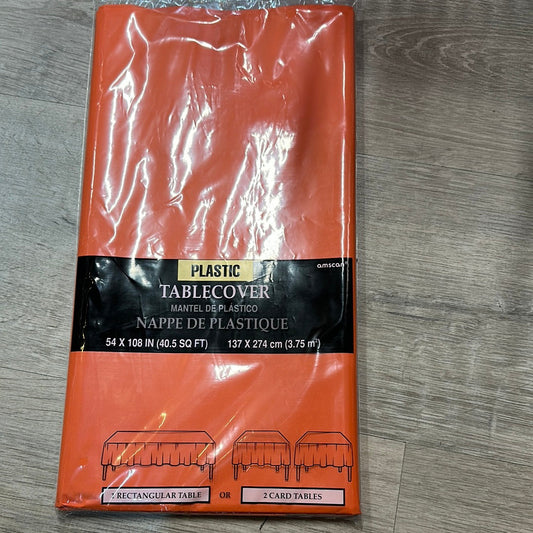 PLASTIC
amscan
TABLECOVER
MANTEL DE PLÁSTICO
NAPPE DE PLASTIQUE
54 X 108 IN (40.5 SQ FT) 137 X 274 cm (3.75 m²)
1 RECTANGULAR TABLE OR 2 CARD TABLES